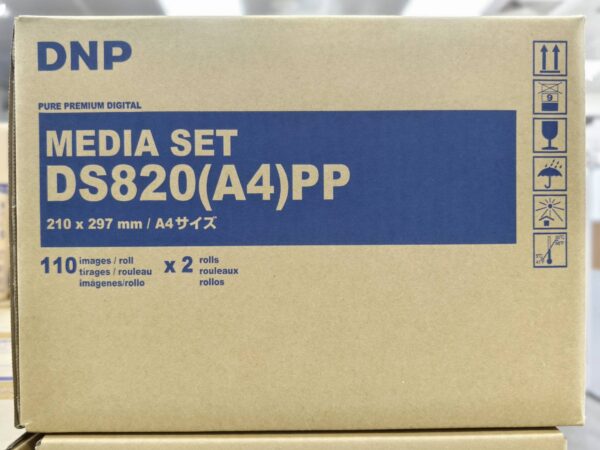 DNP
PURE PREMIUM DIGITAL
MEDIA SET
DS820(A4)PP
210 x 297 mm / A4サイズ
110 images / roll
tirages / rouleau
imágenes/rollo
x 2 rolls
rouleaux
rollos
9